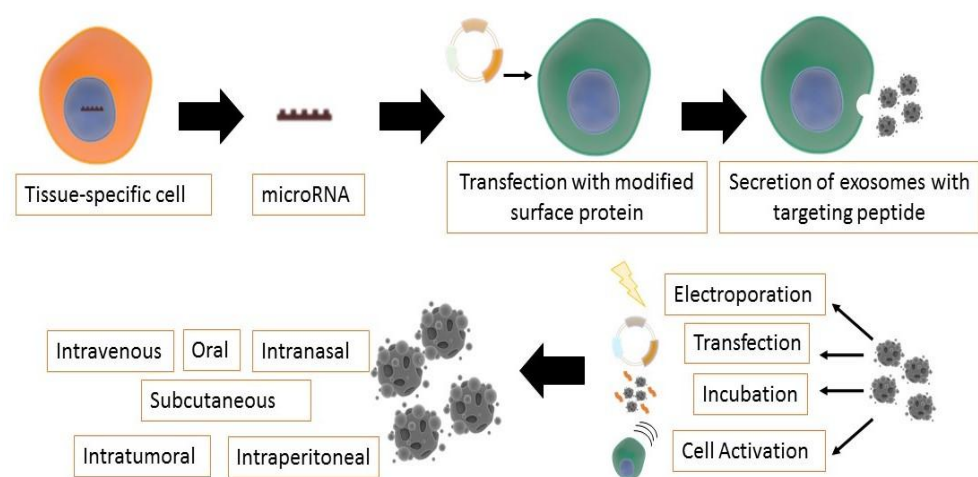 Tissue-specific cell
microRNA
Transfection with modified
surface protein
Secretion of exosomes with
targeting peptide
Electroporation
Transfection
Incubation
Cell Activation
Intravenous
Oral
Intranasal
Subcutaneous
Intratumoral
Intraperitoneal